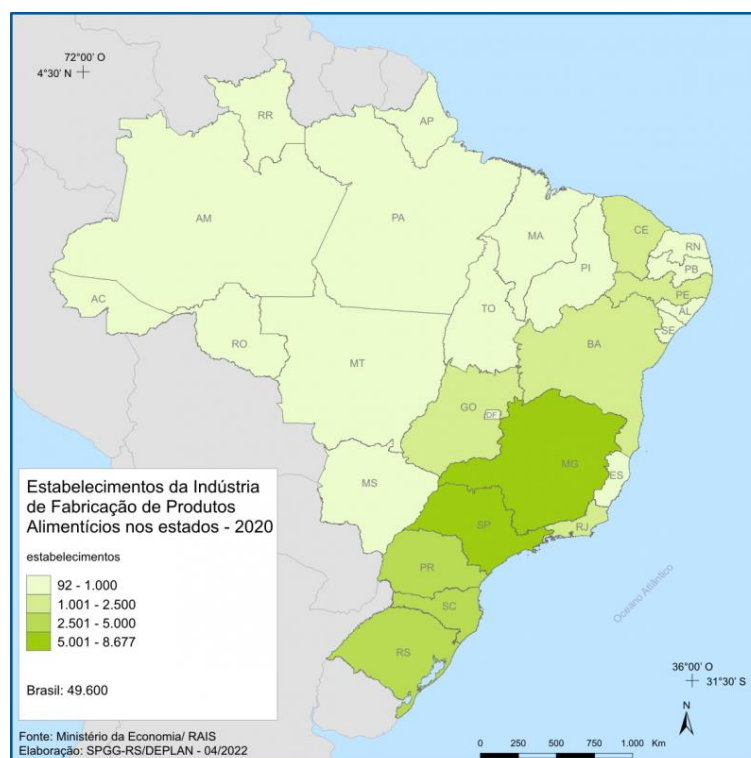 72°00' O
4°30' N
RR
AP
AM
PA
MA
CE
RN
PB
PI
PE
AL
SE
AC
TO
RO
BA
MT
GO
DF
MG
ES
MS
SP
RJ
PR
SC
RS
Oceano Atlântico
Estabelecimentos da Indústria
de Fabricação de Produtos
Alimentícios nos estados - 2020
estabelecimentos
92 - 1.000
1.001 - 2.500
2.501 - 5.000
5.001 - 8.677
Brasil: 49.600
36°00' O
31°30' S
N
Fonte: Ministério da Economia/ RAIS
Elaboração: SPGG-RS/DEPLAN - 04/2022
0 250 500 750 1.000 Km